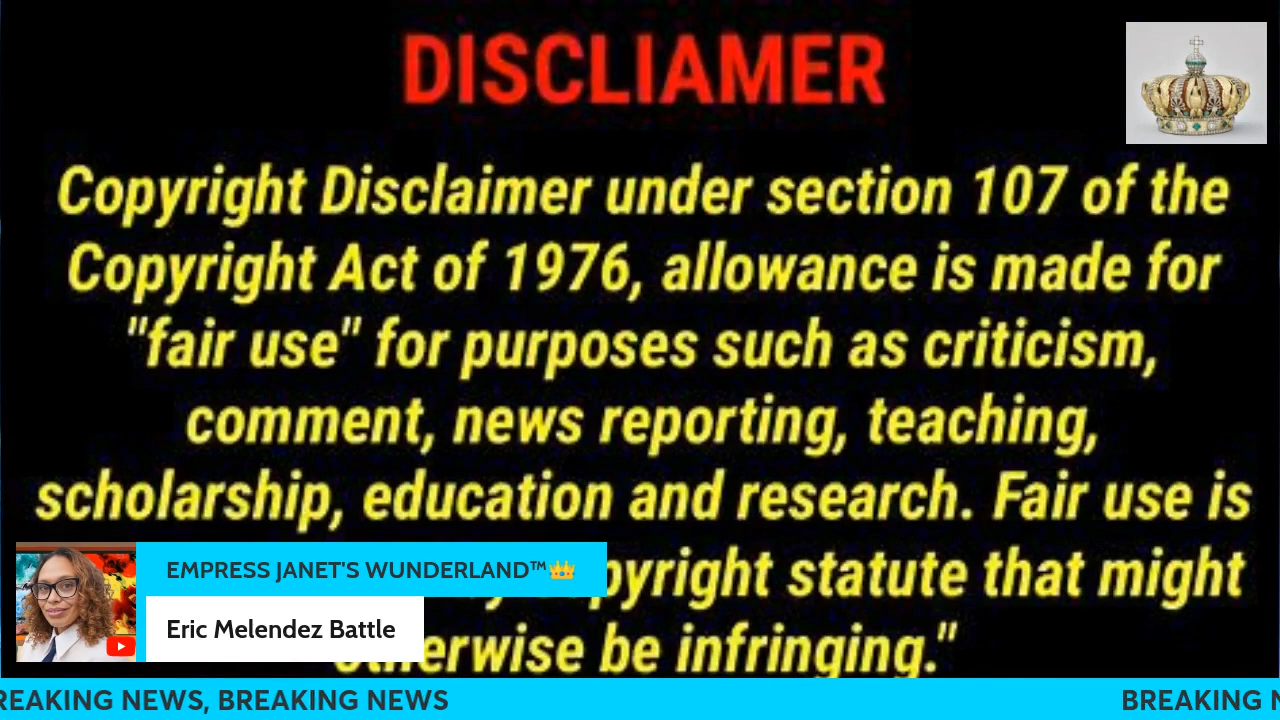 DISCLIAMER
Copyright Disclaimer under section 107 of the
Copyright Act of 1976, allowance is made for
"fair use" for purposes such as criticism,
comment, news reporting, teaching,
scholarship, education and research. Fair use is
pyright statute that might
erwise be infringing."
EMPRESS JANET'S WUNDERLAND™👑
Eric Melendez Battle
REAKING NEWS, BREAKING NEWS
BREAKING N